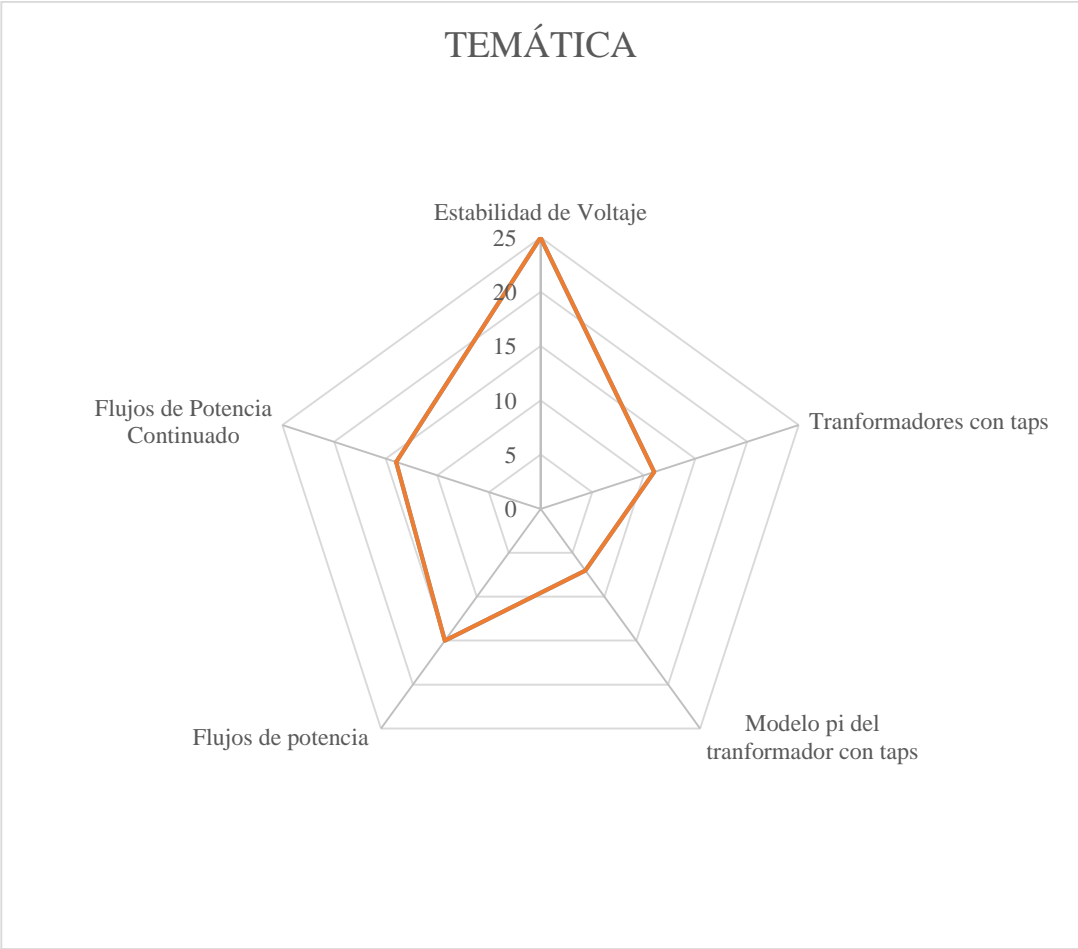 TEMÁTICA
Estabilidad de Voltaje
25
20
15
10
5
0
Tranformadores con taps
Modelo pi del
tranformador con taps
Flujos de potencia
Flujos de Potencia
Continuado